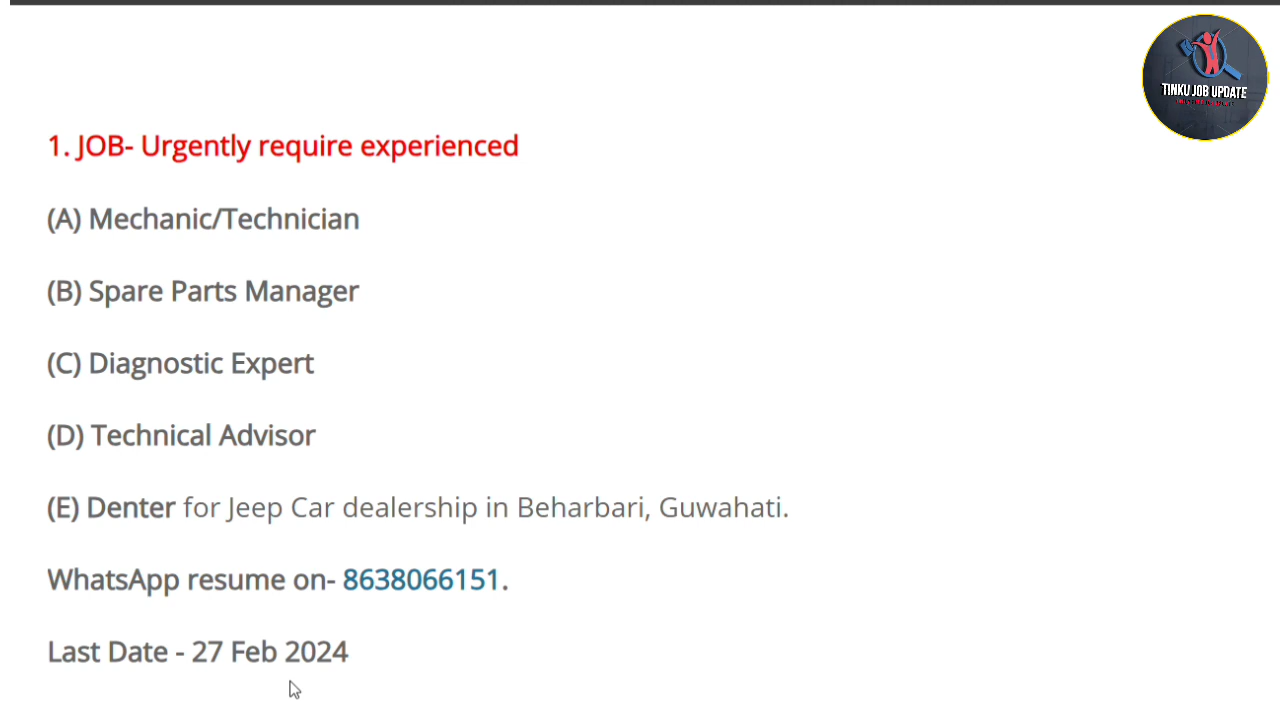 TINKU JOB UPDATE
1. JOB- Urgently require experienced
(A) Mechanic/Technician
(B) Spare Parts Manager
(C) Diagnostic Expert
(D) Technical Advisor
(E) Denter for Jeep Car dealership in Beharbari, Guwahati.
WhatsApp resume on- 8638066151.
Last Date - 27 Feb 2024